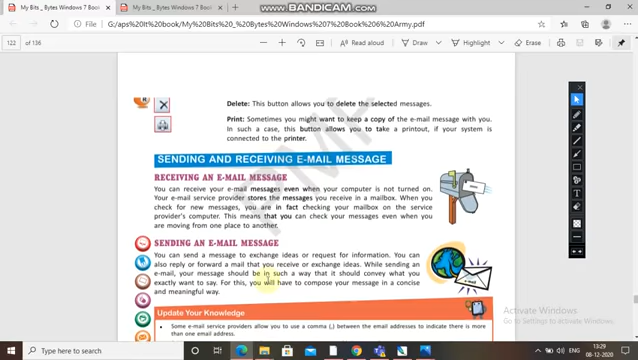 My Bits _ Bytes Windows 7 Book
My Bits _ Bytes Windows 7 Book
WWW.BANDICAM.COM
File
G:/aps%20It%20book/My%20Bits%20_%20Bytes%20Windows%207%20Book%206%20Army.pdf
122 of 136
Read aloud
Draw
Highlight
Erase
Delete: This button allows you to delete the selected messages.
Print: Sometimes you might want to keep a copy of the e-mail message with you.
In such a case, this button allows you to take a printout, if your system is
connected to the printer.
SENDING AND RECEIVING E-MAIL MESSAGE
RECEIVING AN E-MAIL MESSAGE
You can receive your e-mail messages even when your computer is not turned on.
Your e-mail service provider stores the messages you receive in a mailbox. When you
check for new messages, you are in fact checking your mailbox on the service
provider's computer. This means that you can check your messages even when you
are moving from one place to another.
SENDING AN E-MAIL MESSAGE
You can send a message to exchange ideas or request for information. You can
also reply or forward a mail that you receive or exchange ideas. While sending an
e-mail, your message should be in such a way that it should convey what you
exactly want to say. For this, you will have to compose your message in a concise
and meaningful way.
Update Your Knowledge
• Some e-mail service providers allow you to use a comma (,) between the email addresses to indicate there is more
than one email address.
Activate Windows
Go to Settings to activate Windows.
Type here to search
ENG
13:29
08-12-2020